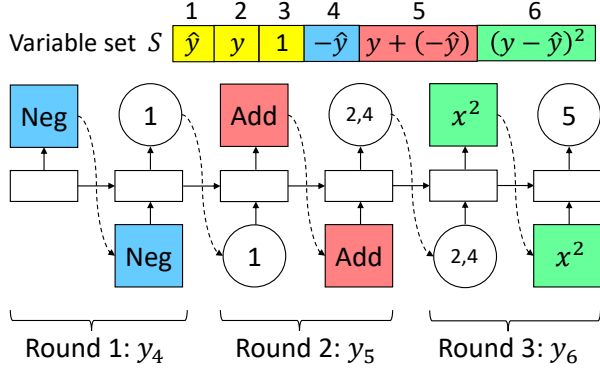 1 2 3 4 5 6
Variable set S ŷ y 1 −ŷ y + (−ŷ) (y − ŷ)²
Neg 1 Add 2,4 x² 5
Neg 1 Add 2,4 x²
Round 1: y₄ Round 2: y₅ Round 3: y₆